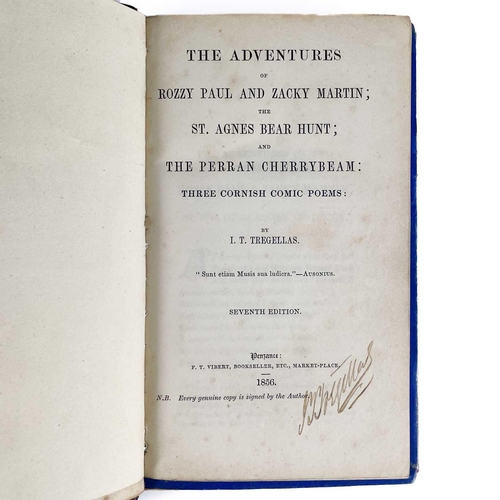 THE ADVENTURES
OF
ROZZY PAUL AND ZACKY MARTIN;
THE
ST. AGNES BEAR HUNT;
AND
THE PERRAN CHERRYBEAM:
THREE CORNISH COMIC POEMS:
BY
I. T. TREGELLAS.
"Sunt etiam Musis sua ludicra."—AUSONIUS.
SEVENTH EDITION.
Penzance:
F. T. VIBERT, BOOKSELLER, ETC., MARKET-PLACE.
1856.
N.B. Every genuine copy is signed by the Author.